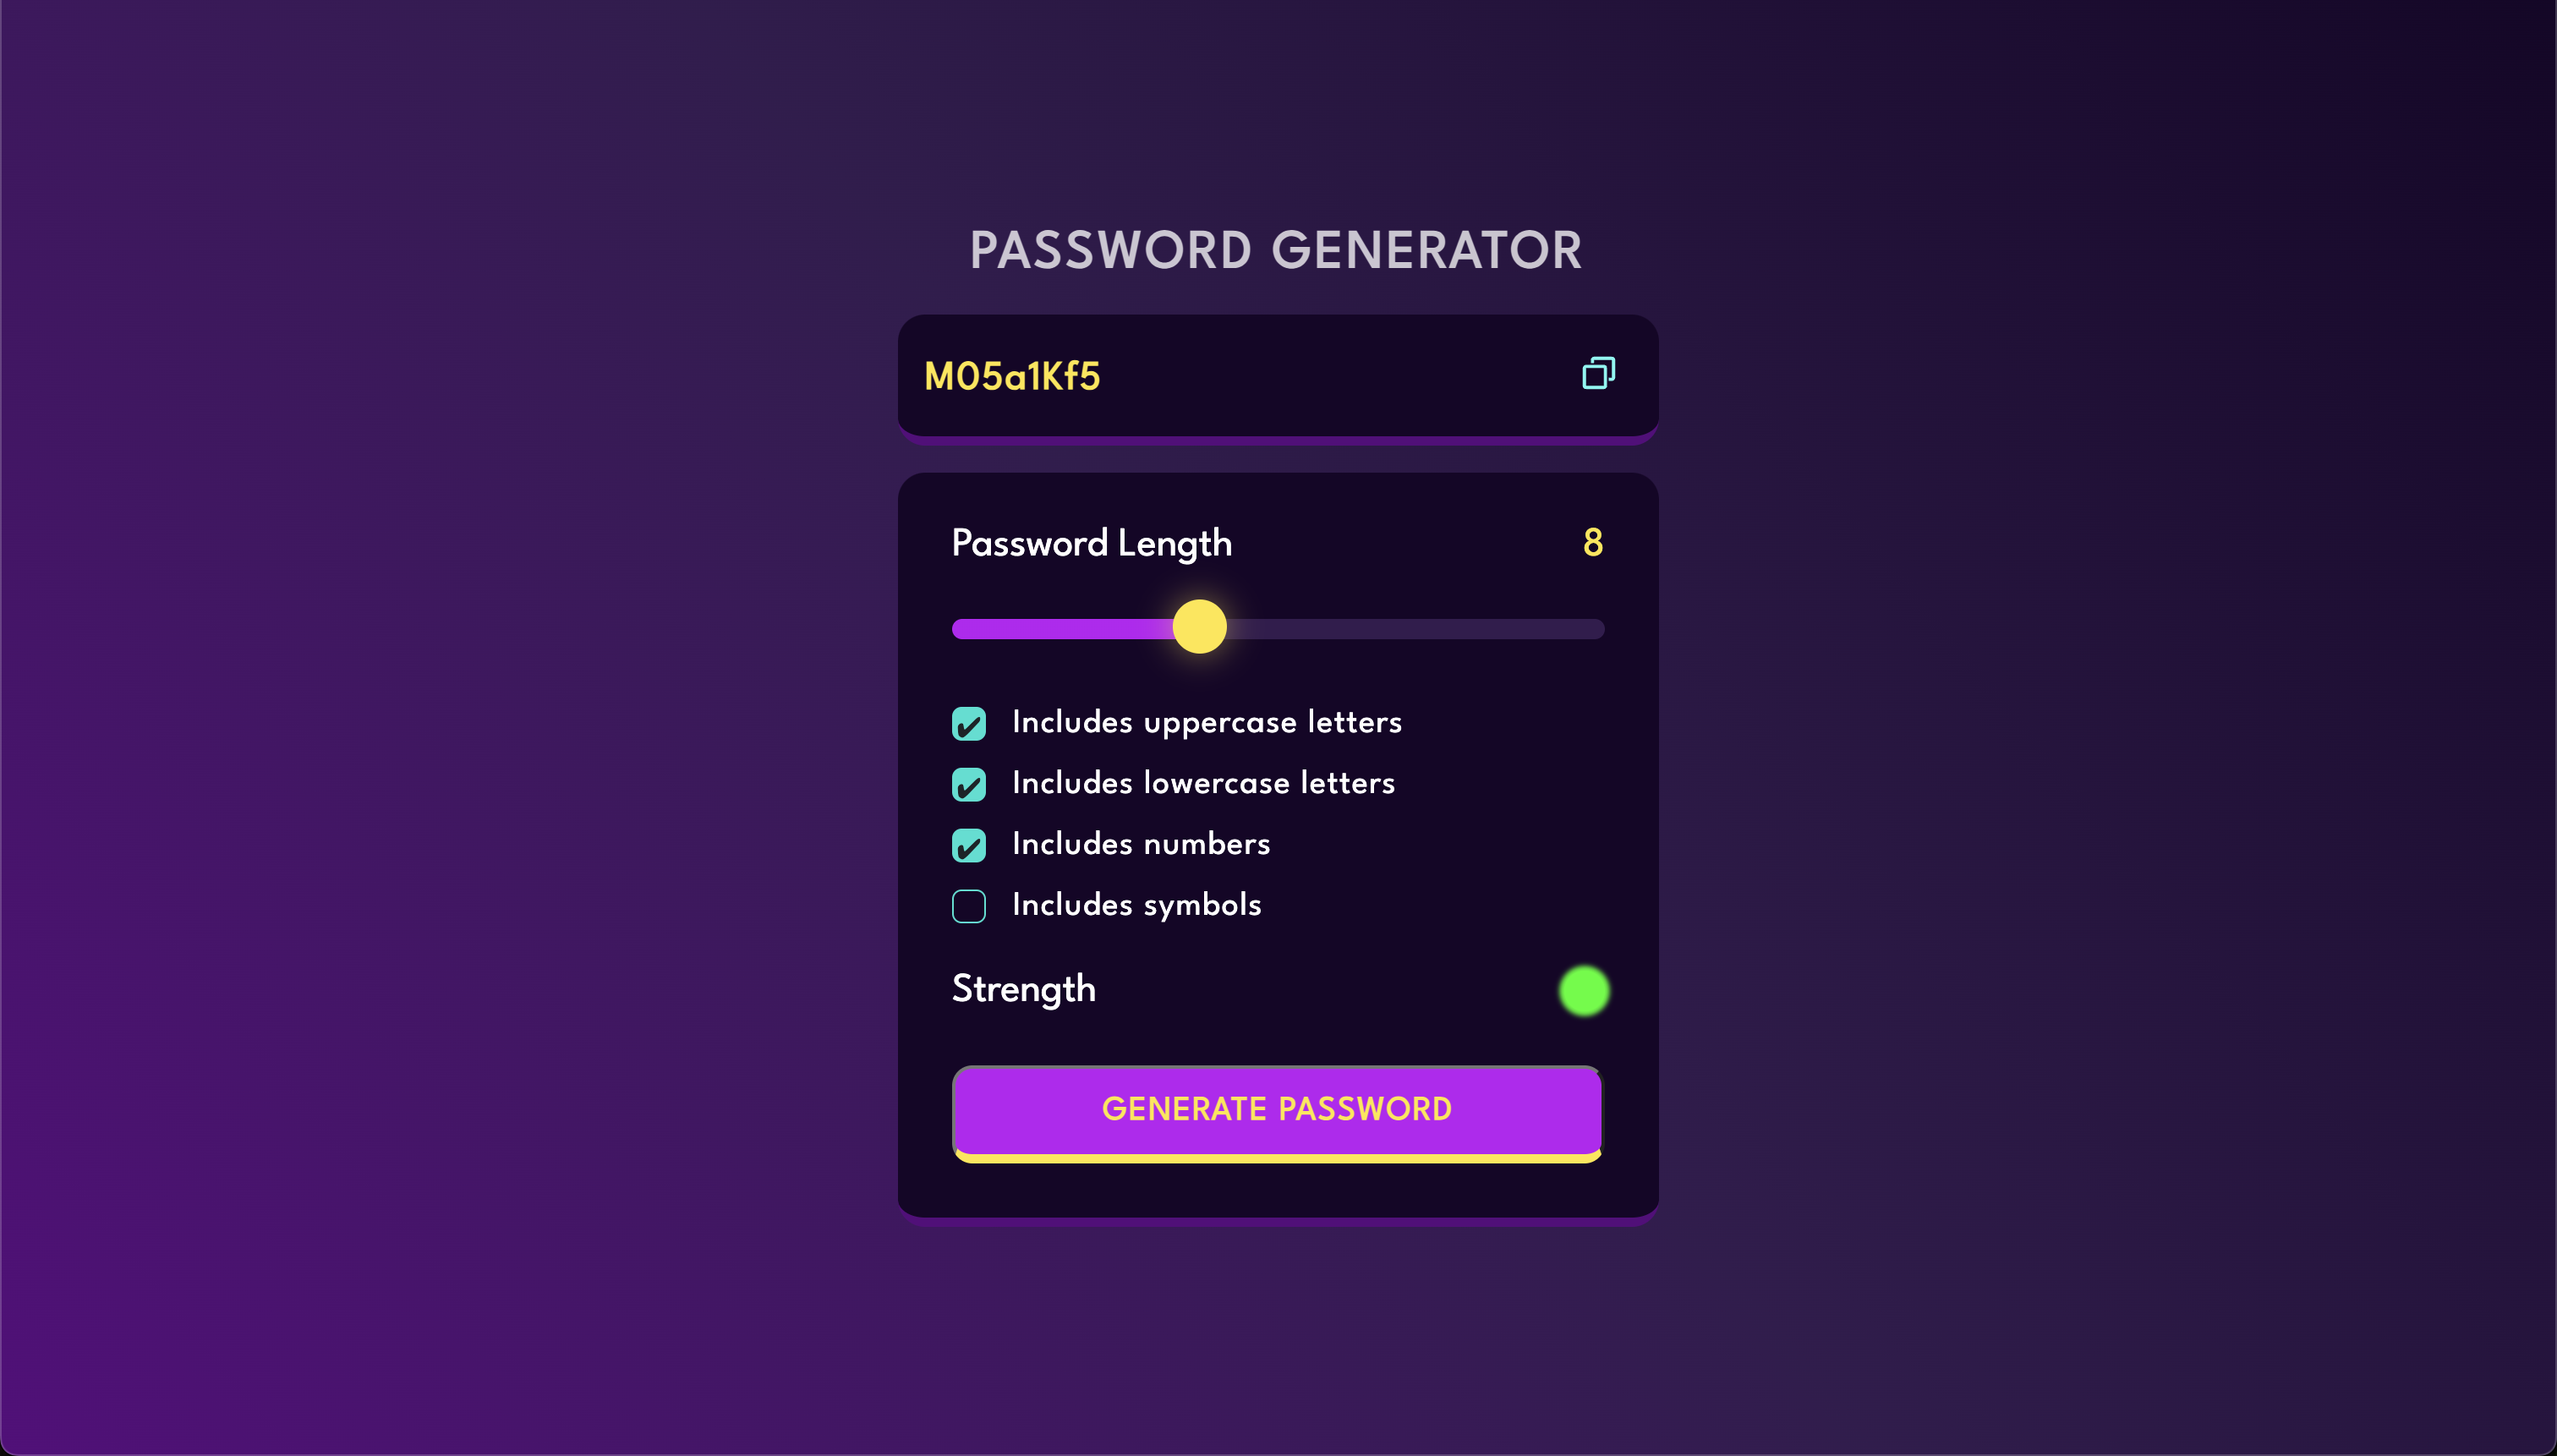 PASSWORD GENERATOR
M05a1Kf5
Password Length 8
Includes uppercase letters
Includes lowercase letters
Includes numbers
Includes symbols
Strength
GENERATE PASSWORD